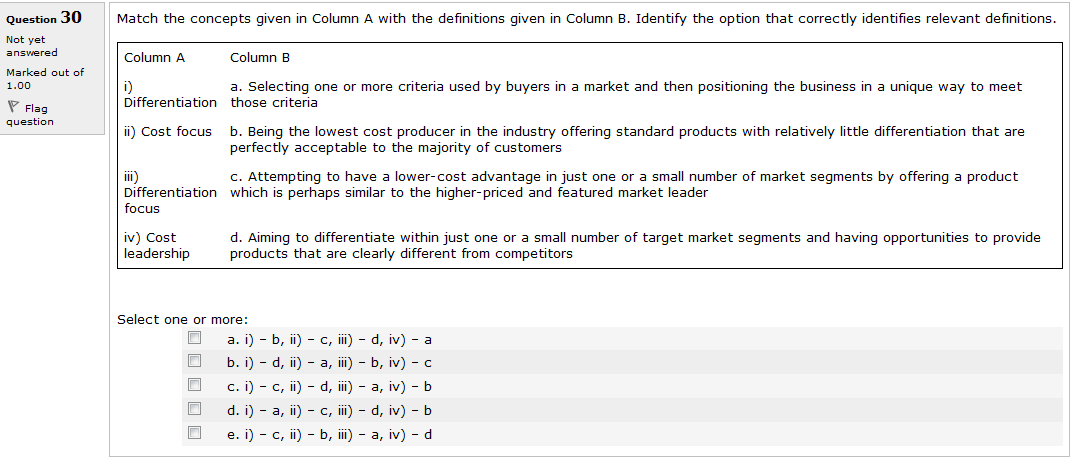 Question 30
Not yet
answered
Marked out of
1.00
Flag
question
Match the concepts given in Column A with the definitions given in Column B. Identify the option that correctly identifies relevant definitions.
Column A Column B
i)
Differentiation
a. Selecting one or more criteria used by buyers in a market and then positioning the business in a unique way to meet
those criteria
ii) Cost focus
b. Being the lowest cost producer in the industry offering standard products with relatively little differentiation that are
perfectly acceptable to the majority of customers
iii)
Differentiation
focus
c. Attempting to have a lower-cost advantage in just one or a small number of market segments by offering a product
which is perhaps similar to the higher-priced and featured market leader
iv) Cost
leadership
d. Aiming to differentiate within just one or a small number of target market segments and having opportunities to provide
products that are clearly different from competitors
Select one or more:
a. i) - b, ii) - c, iii) - d, iv) - a
b. i) - d, ii) - a, iii) - b, iv) - c
c. i) - c, ii) - d, iii) - a, iv) - b
d. i) - a, ii) - c, iii) - d, iv) - b
e. i) - c, ii) - b, iii) - a, iv) - d